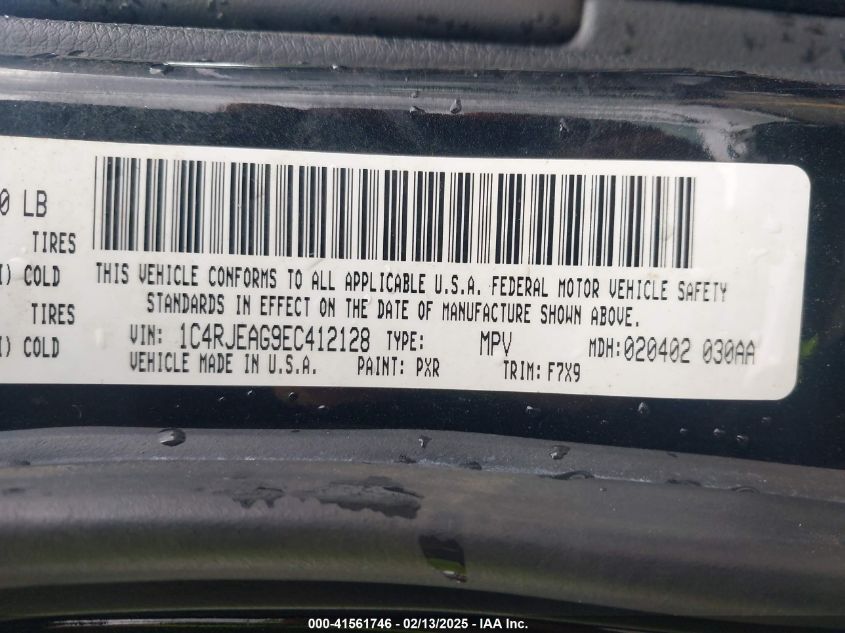 0 LB
TIRES
) COLD
TIRES
) COLD
THIS VEHICLE CONFORMS TO ALL APPLICABLE U.S.A. FEDERAL MOTOR VEHICLE SAFETY
STANDARDS IN EFFECT ON THE DATE OF MANUFACTURE SHOWN ABOVE.
VIN: 1C4RJEAG9EC412128 TYPE: MPV MDH:020402 030AA
VEHICLE MADE IN U.S.A. PAINT: PXR TRIM: F7X9
000-41561746 — 02/13/2025 — IAA Inc.